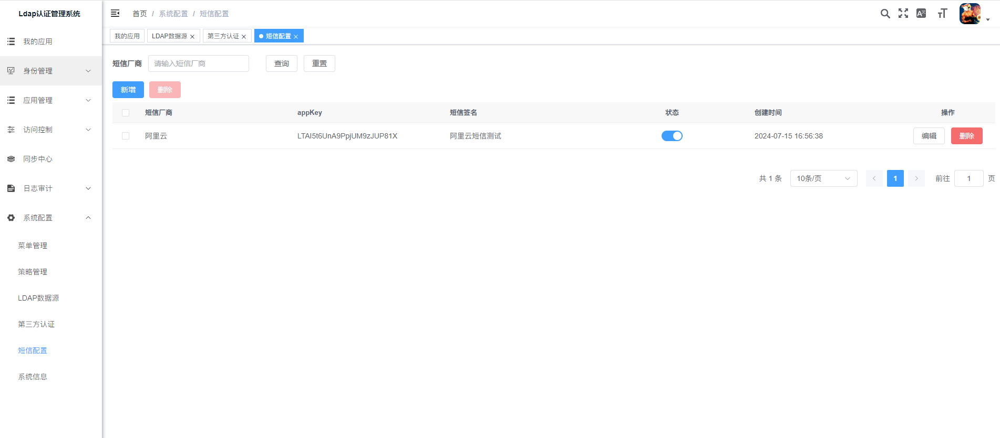 Ldap认证管理系统
首页 / 系统配置 / 短信配置
我的应用
LDAP数据源
第三方认证
短信配置
我的应用
身份管理
应用管理
访问控制
同步中心
日志审计
系统配置
菜单管理
策略管理
LDAP数据源
第三方认证
短信配置
系统信息
短信厂商 请输入短信厂商 查询 重置
新增 删除
短信厂商 appKey 短信签名 状态 创建时间 操作
阿里云 LTAI5t6UnA9PpjUM9zJUP81X 阿里云短信测试 2024-07-15 16:56:38 编辑 删除
共 1 条 10条/页 1 前往 1 页